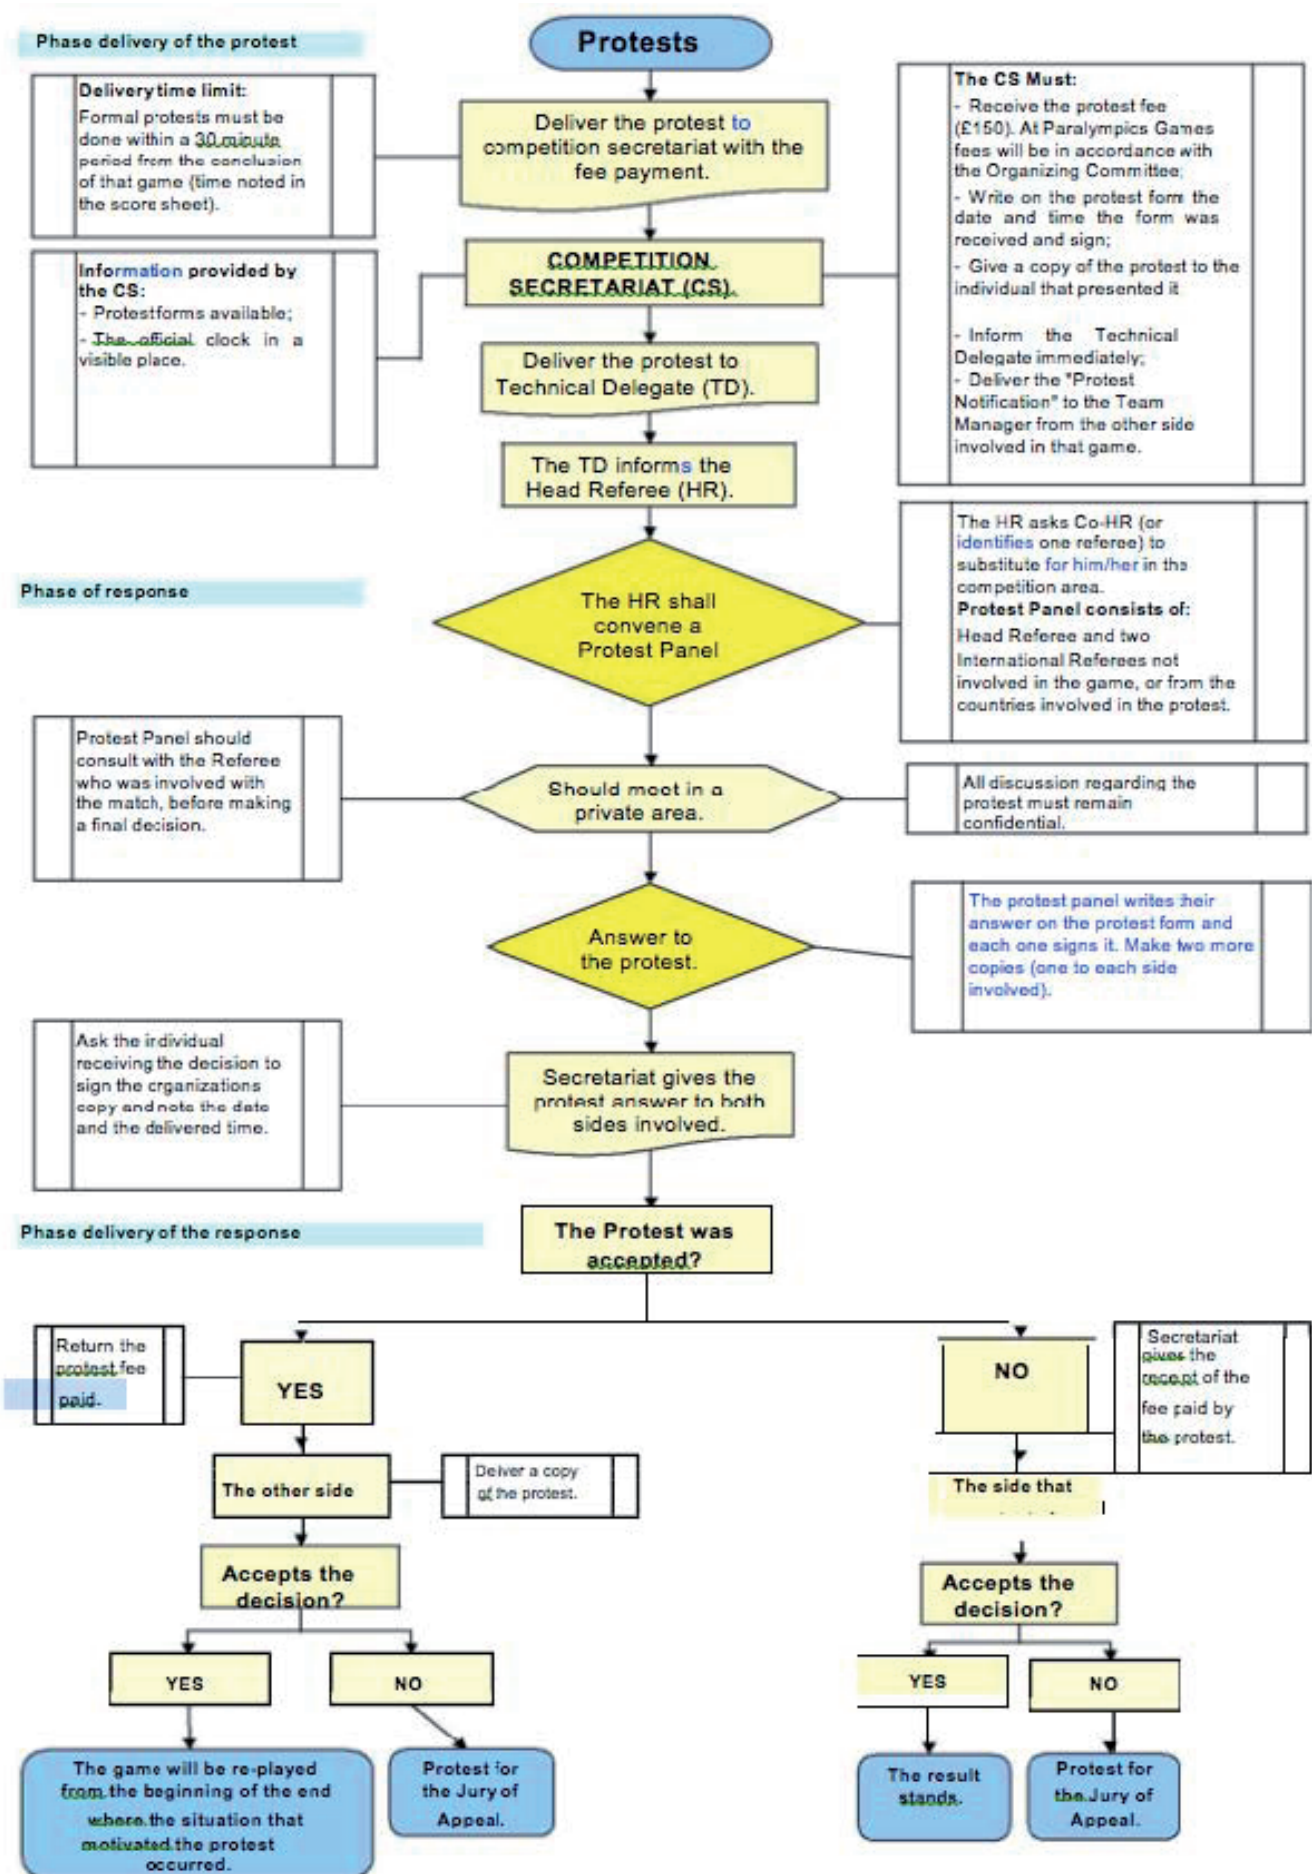 Phase delivery of the protest
Protests
Delivery time limit:
Formal protests must be
done within a 30 minute
period from the conclusion
of that game (time noted in
the score sheet).
Deliver the protest to
competition secretariat with the
fee payment.
The CS Must:
- Receive the protest fee
(£150). At Paralympics Games
fees will be in accordance with
the Organizing Committee;
- Write on the protest form the
date and time the form was
received and sign;
- Give a copy of the protest to the
individual that presented it
- Inform the Technical
Delegate immediately;
- Deliver the "Protest
Notification" to the Team
Manager from the other side
involved in that game.
Information provided by
the CS:
- Protest forms available;
- The official clock in a
visible place.
COMPETITION
SECRETARIAT (CS).
Deliver the protest to
Technical Delegate (TD).
The TD informs the
Head Referee (HR).
Phase of response
The HR shall
convene a
Protest Panel
The HR asks Co-HR (or
identifies one referee) to
substitute for him/her in the
competition area.
Protest Panel consists of:
Head Referee and two
International Referees not
involved in the game, or from the
countries involved in the protest.
Protest Panel should
consult with the Referee
who was involved with
the match, before making
a final decision.
Should meet in a
private area.
All discussion regarding the
protest must remain
confidential.
Answer to
the protest.
The protest panel writes their
answer on the protest form and
each one signs it. Make two more
copies (one to each side
involved).
Ask the individual
receiving the decision to
sign the organizations
copy and note the date
and the delivered time.
Secretariat gives the
protest answer to both
sides involved.
Phase delivery of the response
The Protest was
accepted?
Return the
protest fee
paid.
YES
NO
Secretariat
gives the
receipt of the
fee paid by
the protest.
The other side
Deliver a copy
of the protest.
The side that
Accepts the
decision?
Accepts the
decision?
YES
NO
YES
NO
The game will be re-played
from the beginning of the end
where the situation that
motivated the protest
occurred.
Protest for
the Jury of
Appeal.
The result
stands.
Protest for
the Jury of
Appeal.